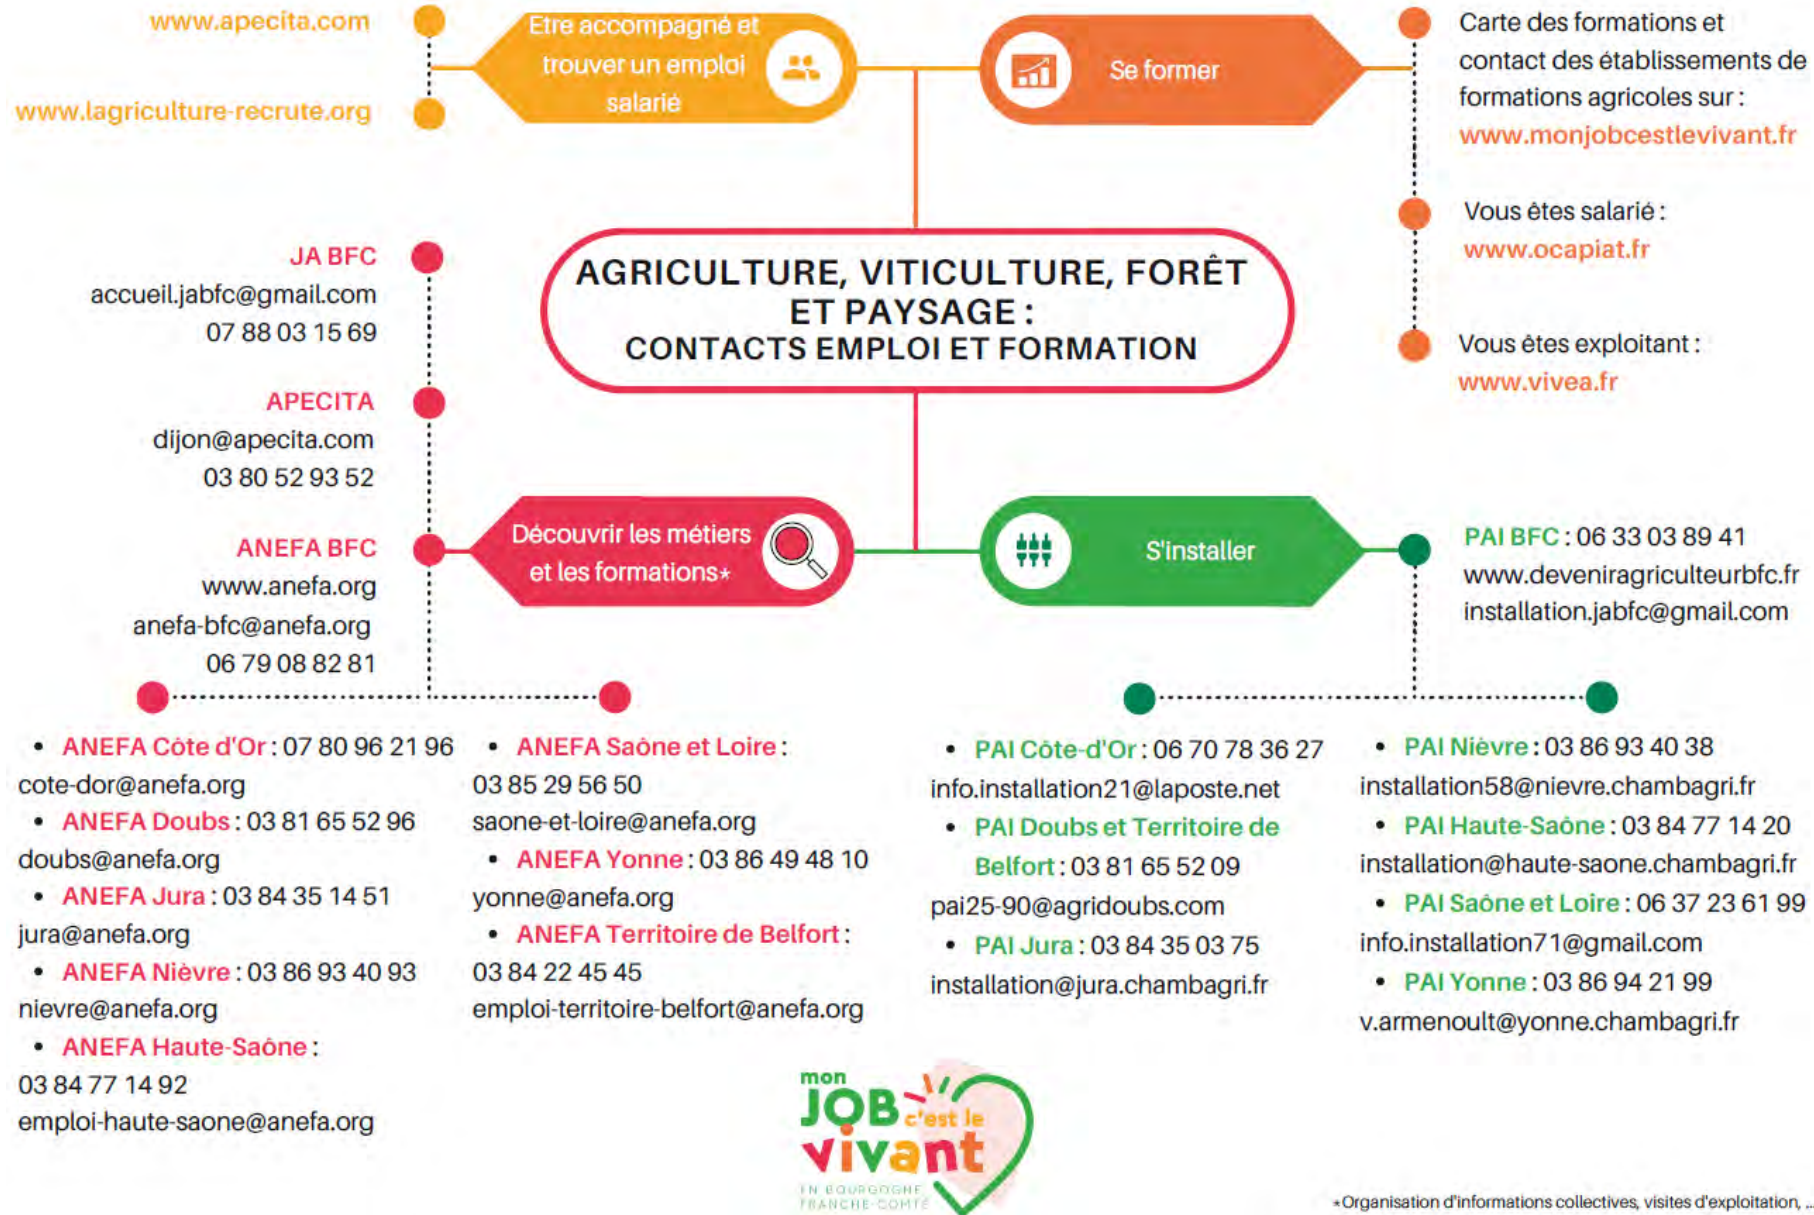 www.apecita.com
www.lagriculture-recrute.org
Etre accompagné et
trouver un emploi
salarié
Se former
Carte des formations et
contact des établissements de
formations agricoles sur :
www.monjobcestlevivant.fr
Vous êtes salarié :
www.ocapiat.fr
Vous êtes exploitant :
www.vivea.fr
AGRICULTURE, VITICULTURE, FORÊT
ET PAYSAGE :
CONTACTS EMPLOI ET FORMATION
JA BFC
accueil.jabfc@gmail.com
07 88 03 15 69
APECITA
dijon@apecita.com
03 80 52 93 52
ANEFA BFC
www.anefa.org
anefa-bfc@anefa.org
06 79 08 82 81
Découvrir les métiers
et les formations*
S'installer
PAI BFC : 06 33 03 89 41
www.deveniragriculteurbfc.fr
installation.jabfc@gmail.com
• ANEFA Côte d'Or : 07 80 96 21 96
cote-dor@anefa.org
• ANEFA Doubs : 03 81 65 52 96
doubs@anefa.org
• ANEFA Jura : 03 84 35 14 51
jura@anefa.org
• ANEFA Nièvre : 03 86 93 40 93
nievre@anefa.org
• ANEFA Haute-Saône :
03 84 77 14 92
emploi-haute-saone@anefa.org
• ANEFA Saône et Loire :
03 85 29 56 50
saone-et-loire@anefa.org
• ANEFA Yonne : 03 86 49 48 10
yonne@anefa.org
• ANEFA Territoire de Belfort :
03 84 22 45 45
emploi-territoire-belfort@anefa.org
• PAI Côte-d'Or : 06 70 78 36 27
info.installation21@laposte.net
• PAI Doubs et Territoire de
Belfort : 03 81 65 52 09
pai25-90@agridoubs.com
• PAI Jura : 03 84 35 03 75
installation@jura.chambagri.fr
• PAI Nièvre : 03 86 93 40 38
installation58@nievre.chambagri.fr
• PAI Haute-Saône : 03 84 77 14 20
installation@haute-saone.chambagri.fr
• PAI Saône et Loire : 06 37 23 61 99
info.installation71@gmail.com
• PAI Yonne : 03 86 94 21 99
v.armenoult@yonne.chambagri.fr
mon
JOB
c'est le
vivant
EN BOURGOGNE
FRANCHE-COMTÉ
*Organisation d'informations collectives, visites d'exploitation, ...